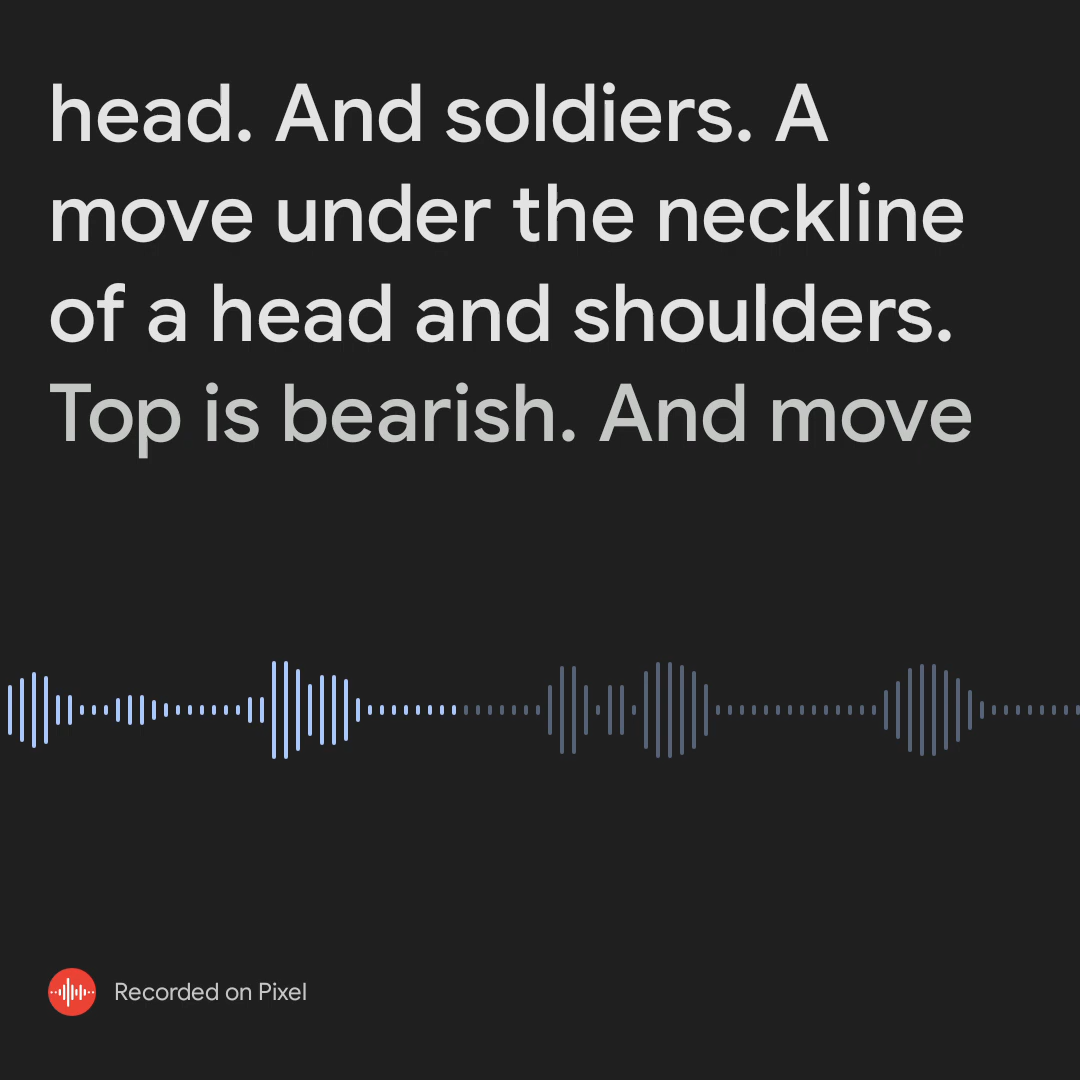 head. And soldiers. A
move under the neckline
of a head and shoulders.
Top is bearish. And move
Recorded on Pixel